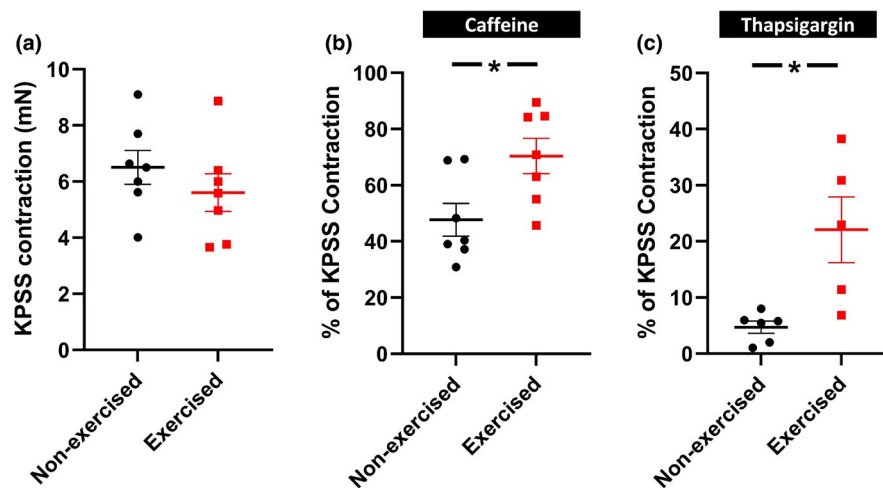 (a)
KPSS contraction (mN)
10
8
6
4
2
0
Non-exercised
Exercised
(b)
Caffeine
*
% of KPSS Contraction
100
80
60
40
20
0
Non-exercised
Exercised
(c)
Thapsigargin
*
% of KPSS Contraction
50
40
30
20
10
0
Non-exercised
Exercised